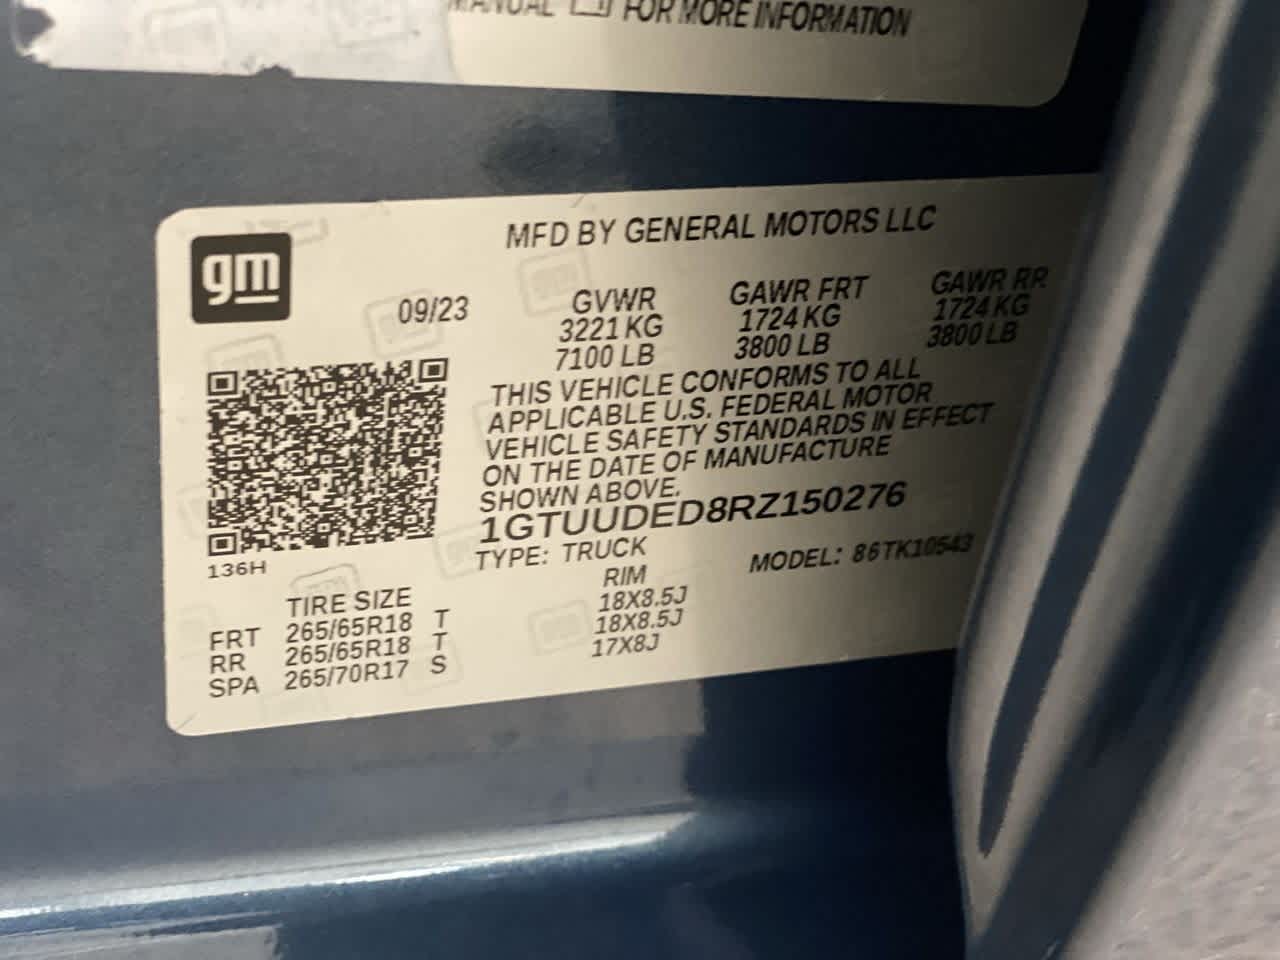 MANUAL FOR MORE INFORMATION
gm
MFD BY GENERAL MOTORS LLC
09/23
GVWR GAWR FRT GAWR RR
3221 KG 1724 KG 1724 KG
7100 LB 3800 LB 3800 LB
THIS VEHICLE CONFORMS TO ALL
APPLICABLE U.S. FEDERAL MOTOR
VEHICLE SAFETY STANDARDS IN EFFECT
ON THE DATE OF MANUFACTURE
SHOWN ABOVE.
1GTUUDED8RZ150276
TYPE: TRUCK MODEL: 86TK10543
136H
TIRE SIZE RIM
FRT 265/65R18 T 18X8.5J
RR 265/65R18 T 18X8.5J
SPA 265/70R17 S 17X8J